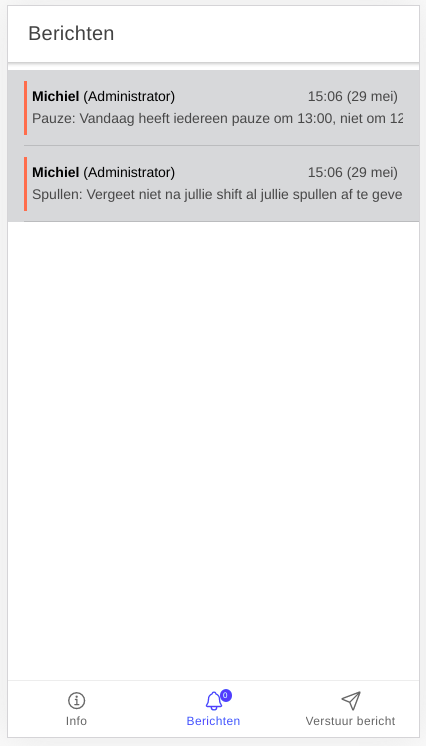 Berichten
Michiel (Administrator) 15:06 (29 mei)
Pauze: Vandaag heeft iedereen pauze om 13:00, niet om 12
Michiel (Administrator) 15:06 (29 mei)
Spullen: Vergeet niet na jullie shift al jullie spullen af te geve
0
Info Berichten Verstuur bericht